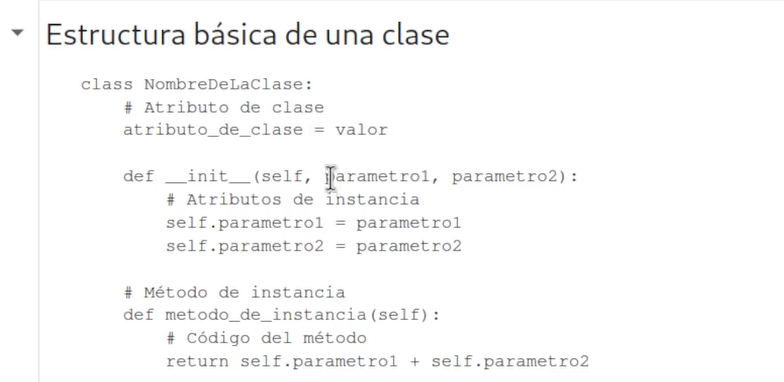 Estructura básica de una clase
class NombreDeLaClase:
    # Atributo de clase
    atributo_de_clase = valor

    def __init__(self, parametro1, parametro2):
        # Atributos de instancia
        self.parametro1 = parametro1
        self.parametro2 = parametro2

    # Método de instancia
    def metodo_de_instancia(self):
        # Código del método
        return self.parametro1 + self.parametro2